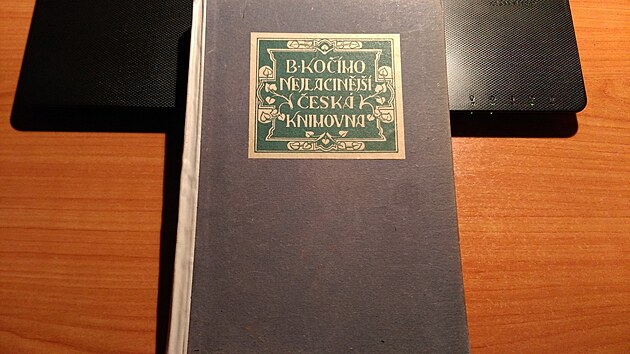 B·KOČÍHO
NEJLACINĚJŠÍ
ČESKÁ
KNIHOVNA